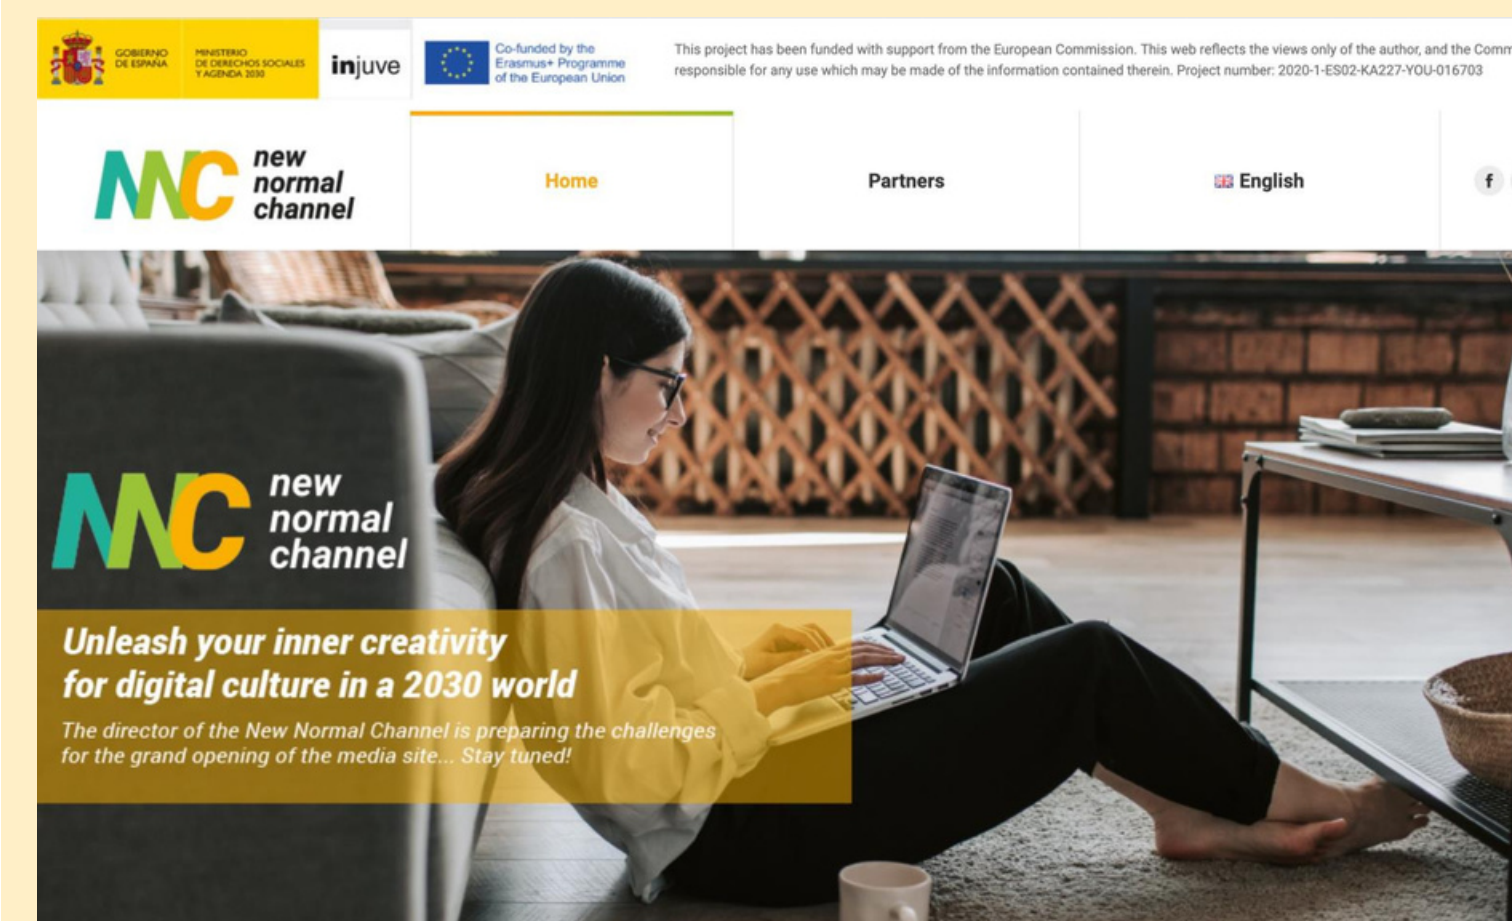 GOBIERNO
DE ESPAÑA
MINISTERIO
DE DERECHOS SOCIALES
Y AGENDA 2030
injuve
Co-funded by the
Erasmus+ Programme
of the European Union
This project has been funded with support from the European Commission. This web reflects the views only of the author, and the Comm
responsible for any use which may be made of the information contained therein. Project number: 2020-1-ES02-KA227-YOU-016703
NNC new
normal
channel
Home
Partners
English
f
NNC new
normal
channel
Unleash your inner creativity
for digital culture in a 2030 world
The director of the New Normal Channel is preparing the challenges
for the grand opening of the media site... Stay tuned!